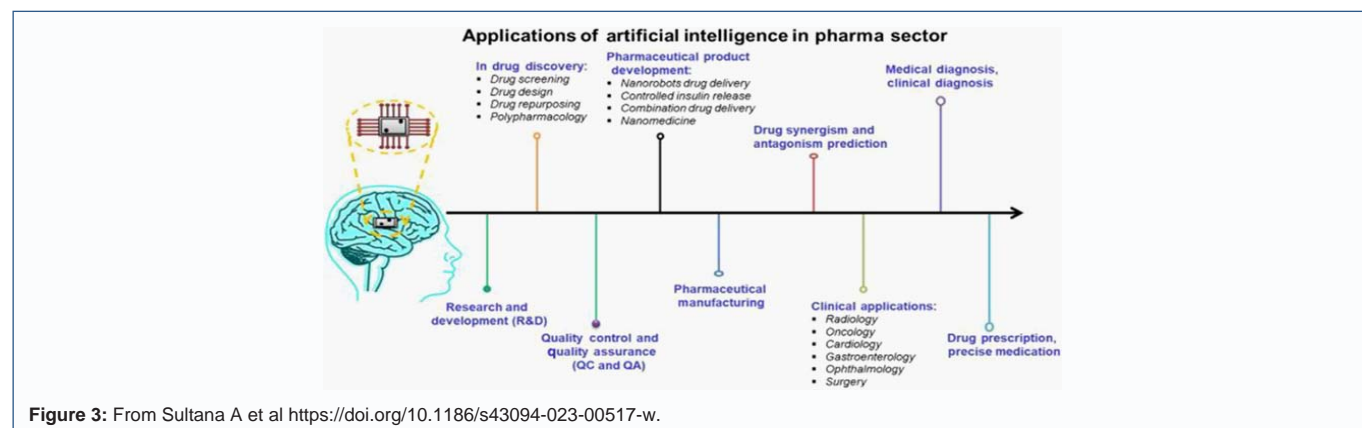 Applications of artificial intelligence in pharma sector
In drug discovery:
▪ Drug screening
▪ Drug design
▪ Drug repurposing
▪ Polypharmacology
Pharmaceutical product
development:
▪ Nanorobots drug delivery
▪ Controlled insulin release
▪ Combination drug delivery
▪ Nanomedicine
Drug synergism and
antagonism prediction
Medical diagnosis,
clinical diagnosis
Research and
development (R&D)
Quality control and
quality assurance
(QC and QA)
Pharmaceutical
manufacturing
Clinical applications:
▪ Radiology
▪ Oncology
▪ Cardiology
▪ Gastroenterology
▪ Ophthalmology
▪ Surgery
Drug prescription,
precise medication
Figure 3: From Sultana A et al https://doi.org/10.1186/s43094-023-00517-w.